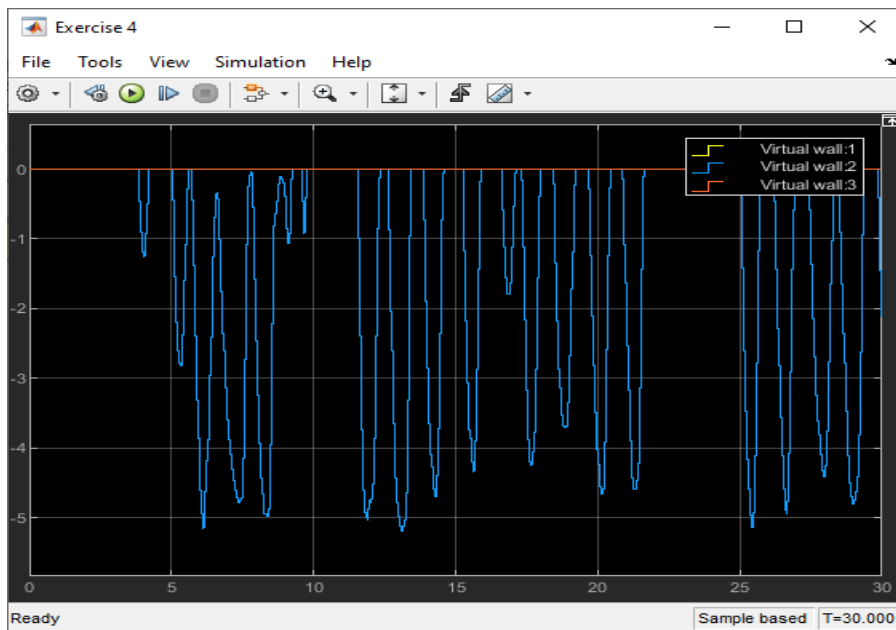 Exercise 4
File Tools View Simulation Help
Virtual wall:1
Virtual wall:2
Virtual wall:3
0
-1
-2
-3
-4
-5
0 5 10 15 20 25 30
Ready Sample based T=30.000